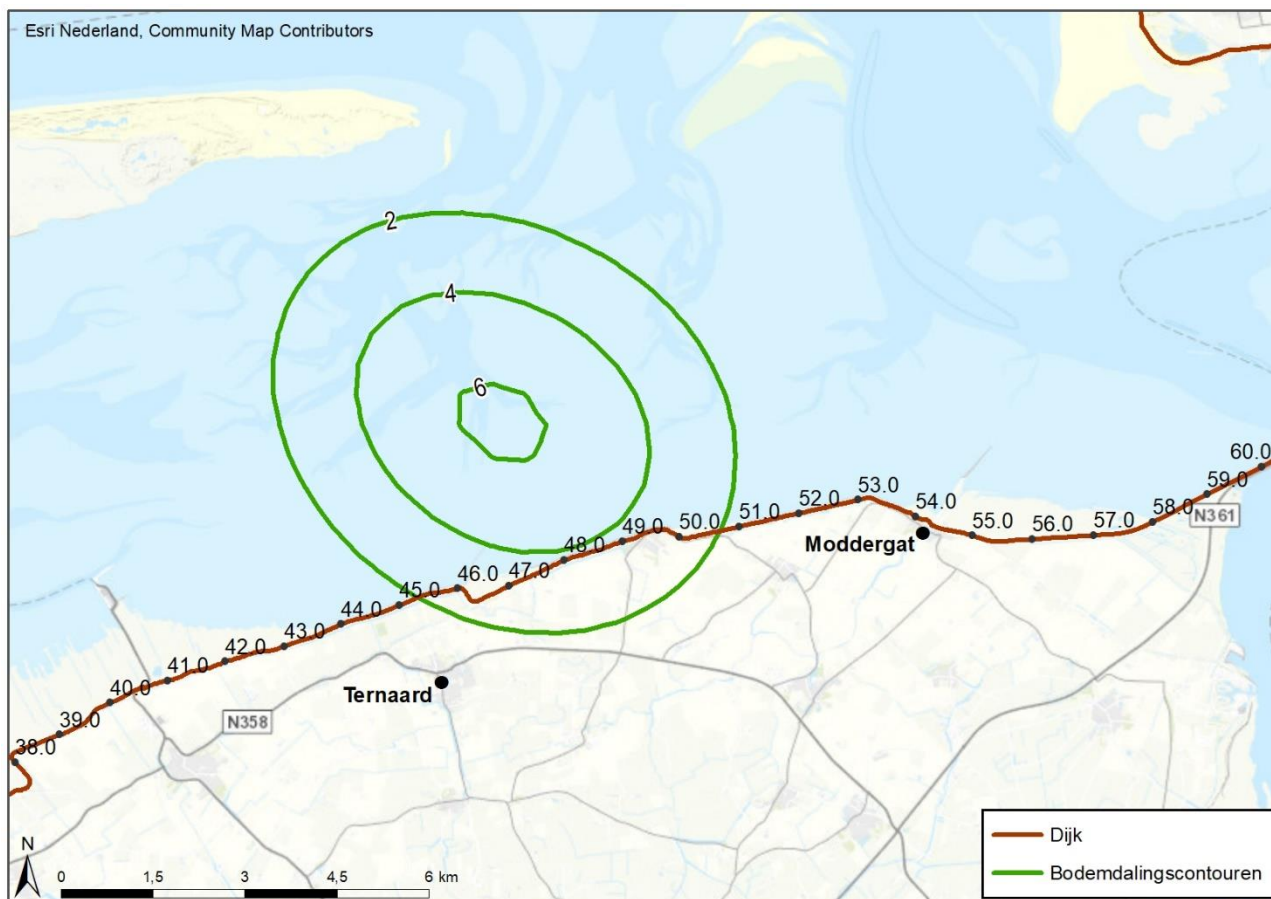 Esri Nederland, Community Map Contributors
2
4
6
60.0
59.0
N361
58.0
57.0
56.0
55.0
54.0
53.0
52.0
51.0
50.0
49.0
48.0
47.0
46.0
45.0
44.0
43.0
42.0
41.0
40.0
39.0
38.0
Moddergat
Ternaard
N358
Dijk
Bodemdalingscontouren
N
0 1,5 3 4,5 6 km